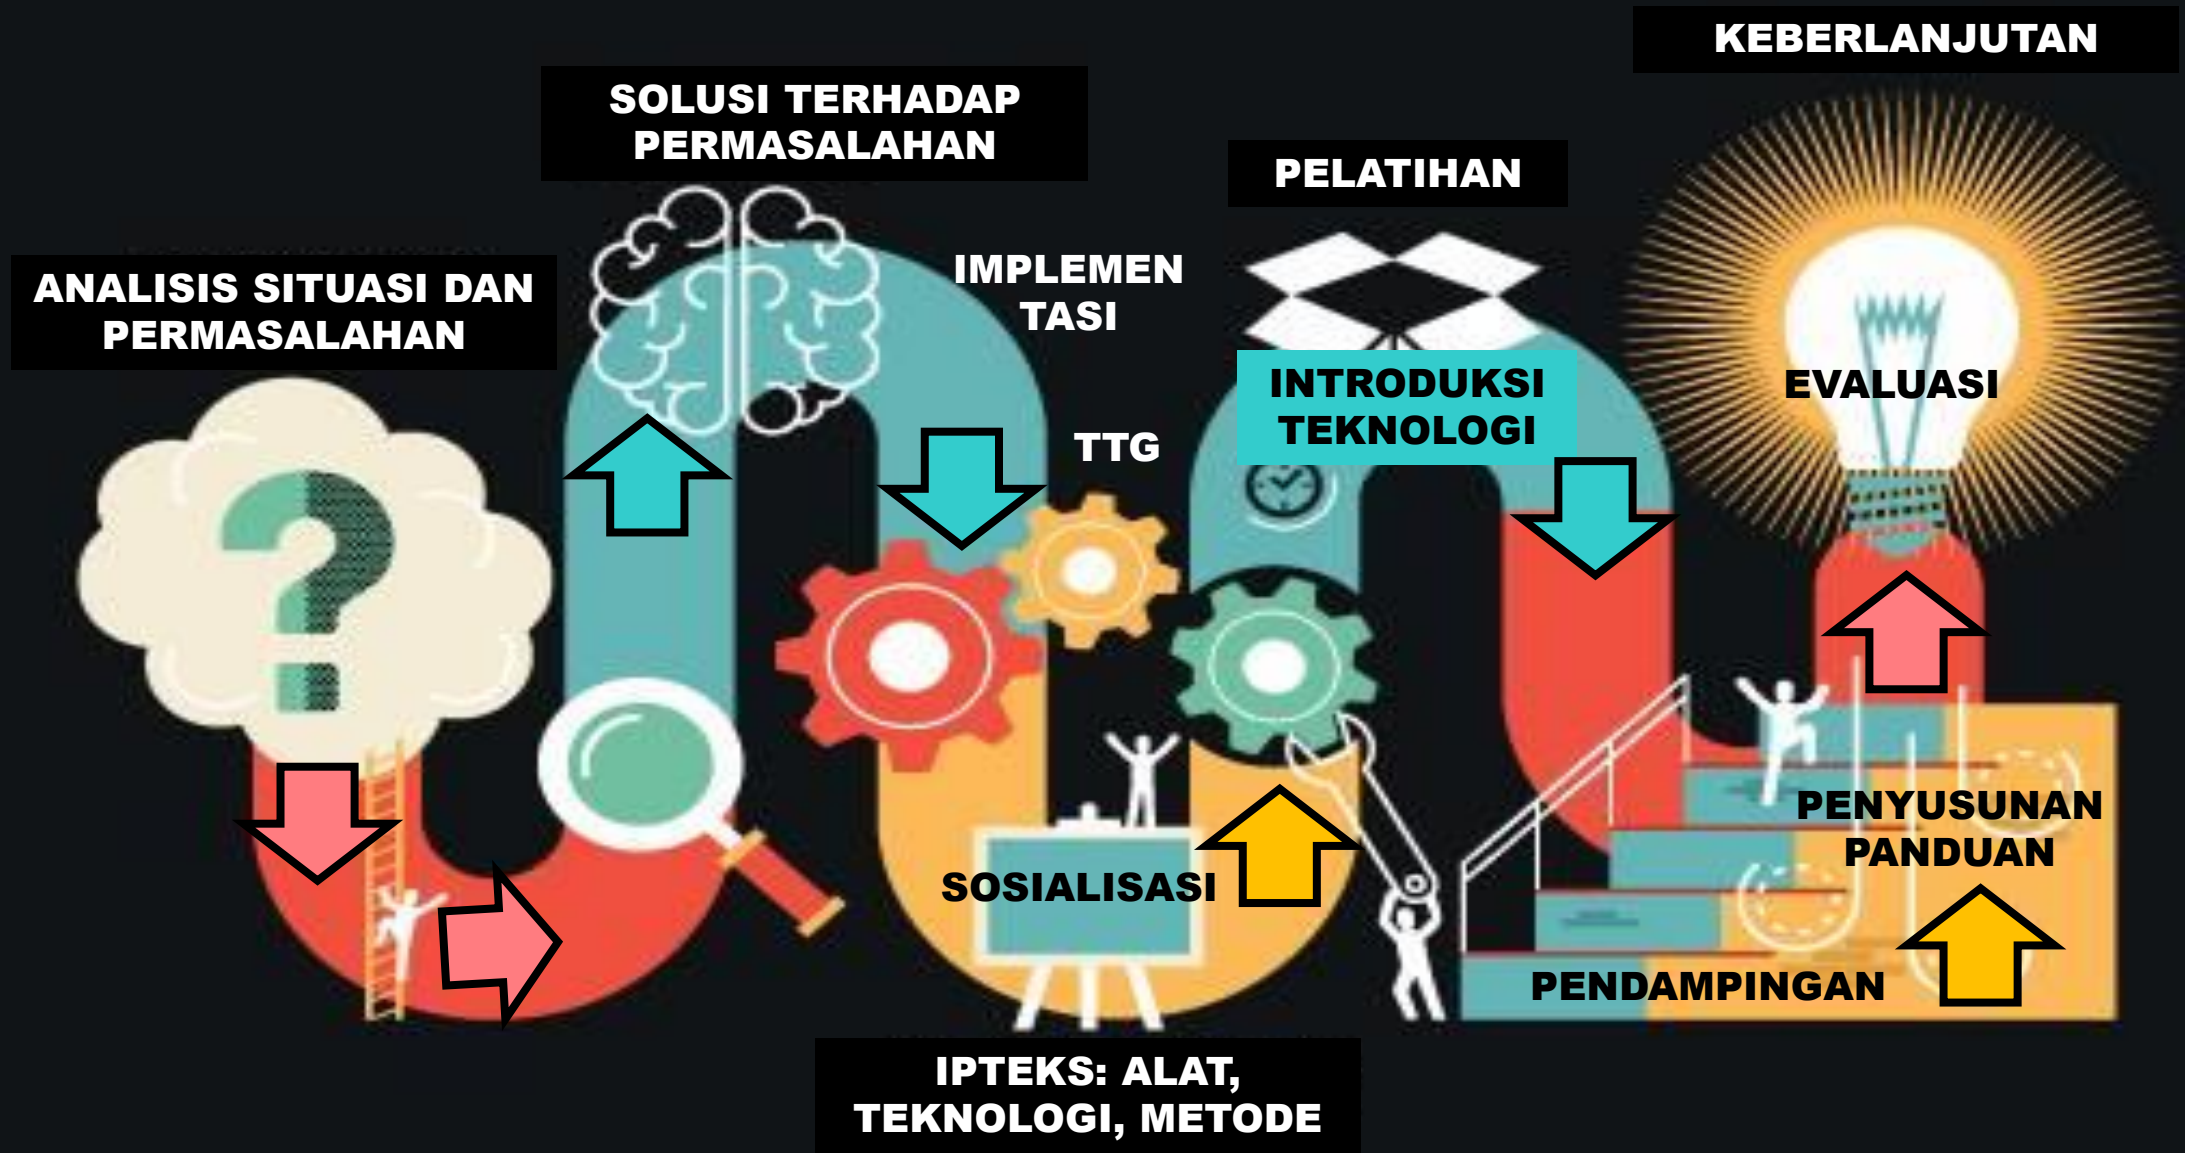 KEBERLANJUTAN
SOLUSI TERHADAP
PERMASALAHAN
PELATIHAN
ANALISIS SITUASI DAN
PERMASALAHAN
IMPLEMEN
TASI
INTRODUKSI
TEKNOLOGI
EVALUASI
TTG
SOSIALISASI
PENYUSUNAN
PANDUAN
PENDAMPINGAN
IPTEKS: ALAT,
TEKNOLOGI, METODE